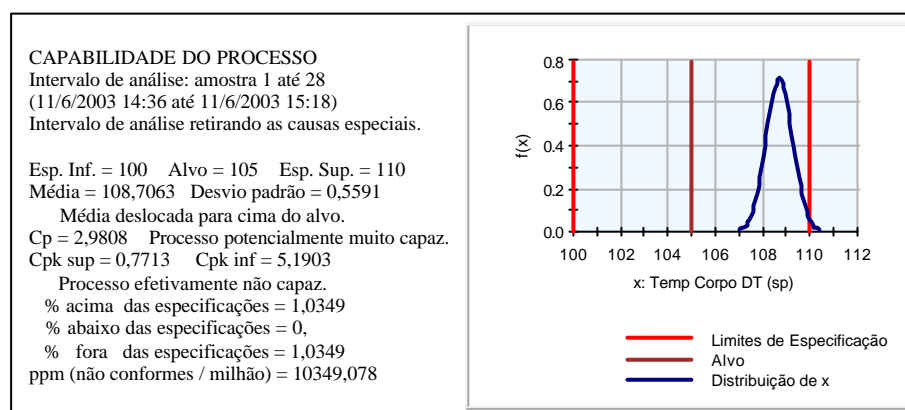 CAPABILIDADE DO PROCESSO
Intervalo de análise: amostra 1 até 28
(11/6/2003 14:36 até 11/6/2003 15:18)
Intervalo de análise retirando as causas especiais.
Esp. Inf. = 100 Alvo = 105 Esp. Sup. = 110
Média = 108,7063 Desvio padrão = 0,5591
Média deslocada para cima do alvo.
Cp = 2,9808 Processo potencialmente muito capaz.
Cpk sup = 0,7713 Cpk inf = 5,1903
Processo efetivamente não capaz.
% acima das especificações = 1,0349
% abaixo das especificações = 0,
% fora das especificações = 1,0349
ppm (não conformes / milhão) = 10349,078
f(x)
0.8
0.6
0.4
0.2
0.0
100 102 104 106 108 110 112
x: Temp Corpo DT (sp)
Limites de Especificação
Alvo
Distribuição de x